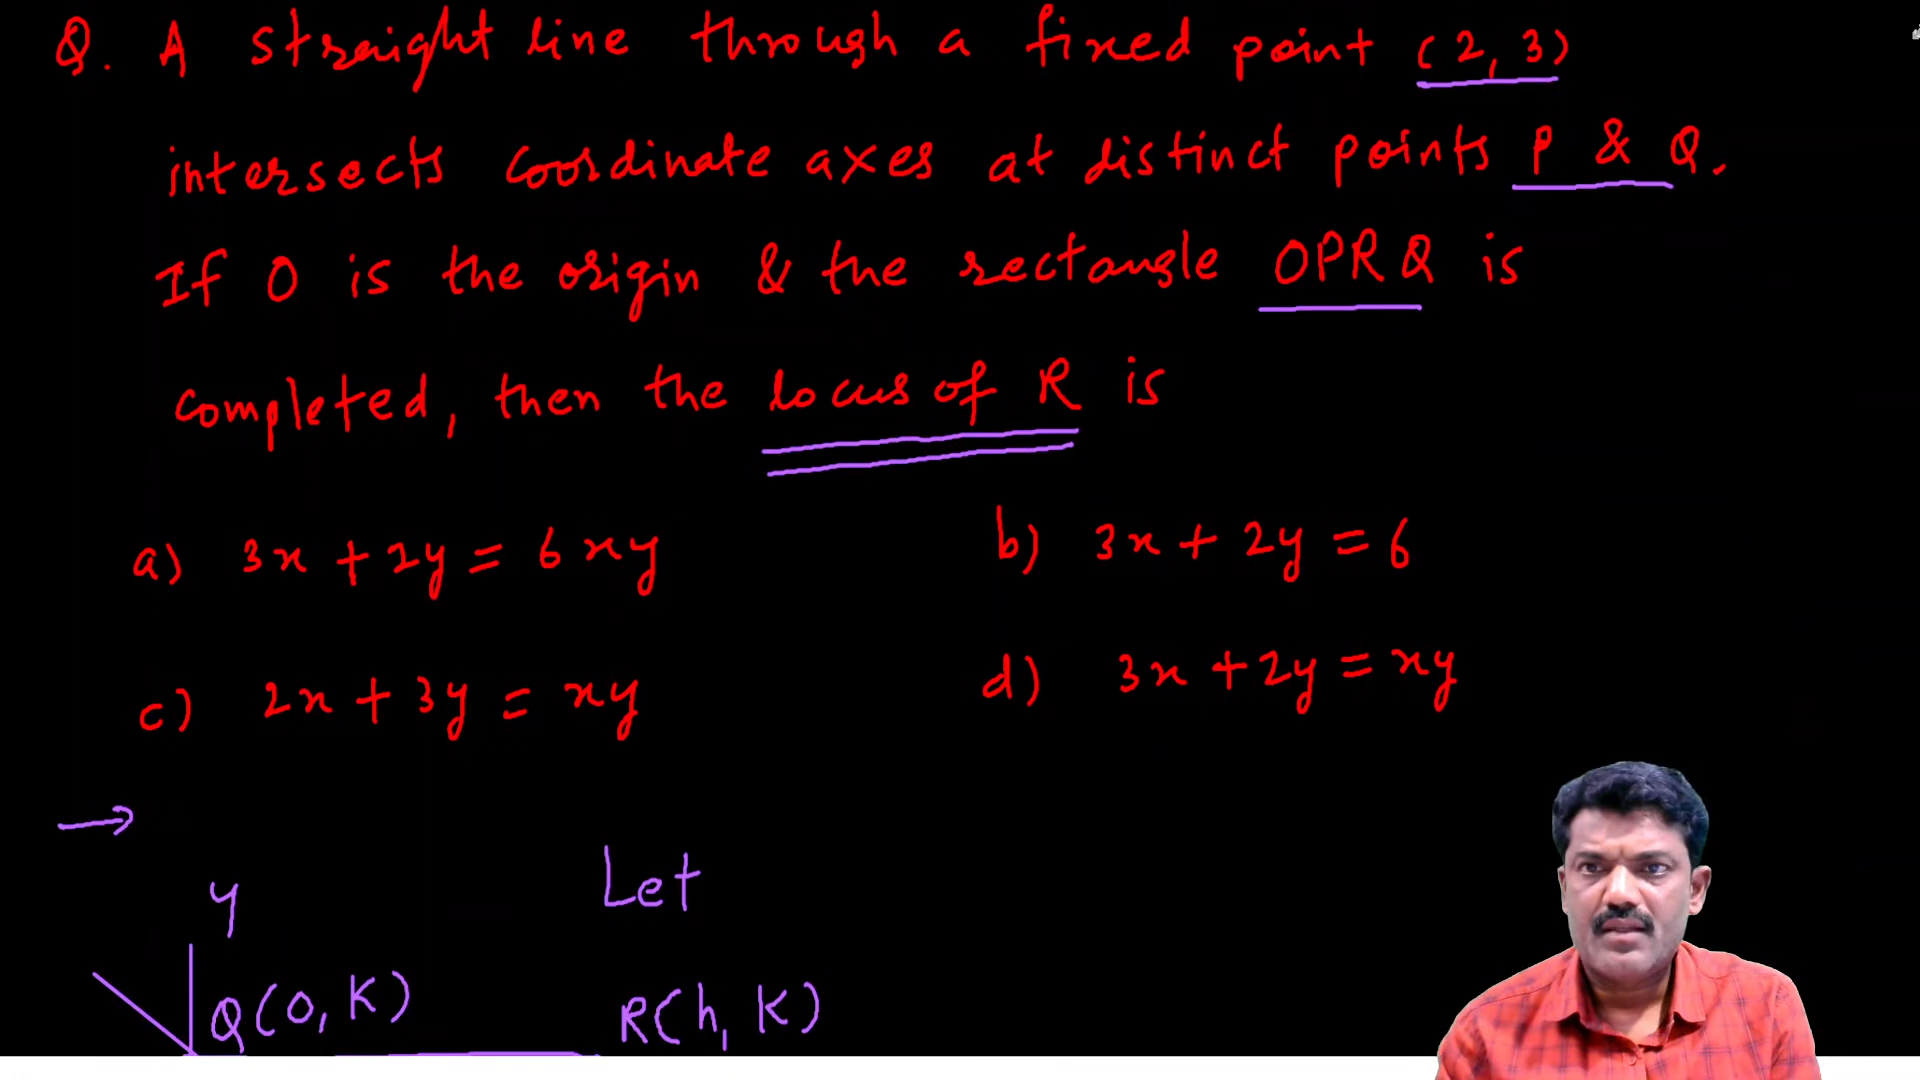 Q. A straight line through a fixed point (2, 3)
intersects coordinate axes at distinct points P & Q.
If O is the origin & the rectangle OPRQ is
completed, then the locus of R is
a) 3x + 2y = 6xy
b) 3x + 2y = 6
c) 2x + 3y = xy
d) 3x + 2y = xy
→
y
Let
Q(0, K)
R(h, K)